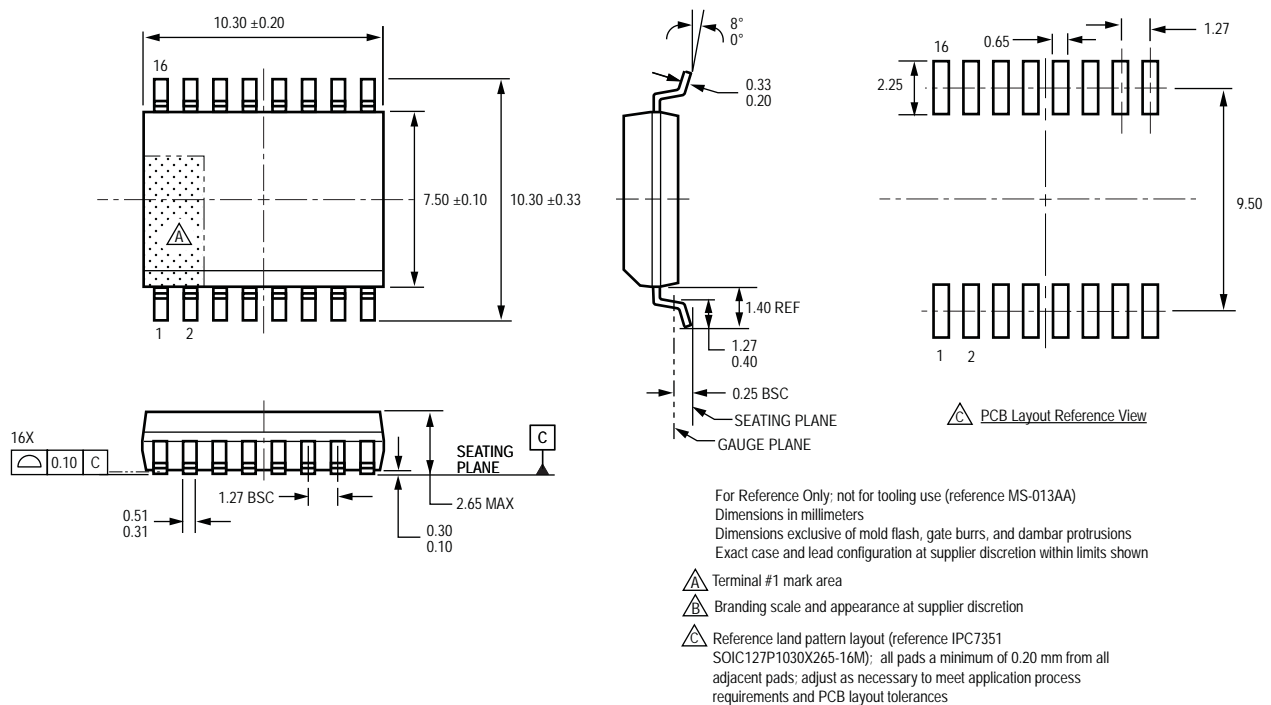 10.30 ±0.20
16
7.50 ±0.10
10.30 ±0.33
A
1 2
8°
0°
0.33
0.20
1.40 REF
1.27
0.40
0.25 BSC
SEATING PLANE
GAUGE PLANE
16
0.65
1.27
2.25
9.50
1 2
C PCB Layout Reference View
16X
0.10 C
SEATING
PLANE
C
1.27 BSC
2.65 MAX
0.51
0.31
0.30
0.10
For Reference Only; not for tooling use (reference MS-013AA)
Dimensions in millimeters
Dimensions exclusive of mold flash, gate burrs, and dambar protrusions
Exact case and lead configuration at supplier discretion within limits shown
A Terminal #1 mark area
B Branding scale and appearance at supplier discretion
C Reference land pattern layout (reference IPC7351
SOIC127P1030X265-16M); all pads a minimum of 0.20 mm from all
adjacent pads; adjust as necessary to meet application process
requirements and PCB layout tolerances